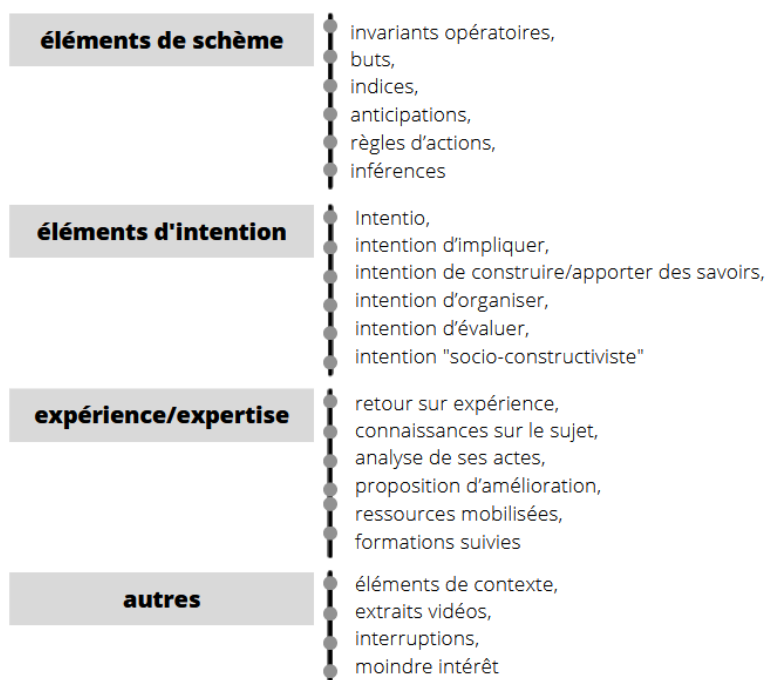 éléments de schème
invariants opératoires,
buts,
indices,
anticipations,
règles d'actions,
inférences
éléments d'intention
Intentio,
intention d'impliquer,
intention de construire/apporter des savoirs,
intention d'organiser,
intention d'évaluer,
intention "socio-constructiviste"
expérience/expertise
retour sur expérience,
connaissances sur le sujet,
analyse de ses actes,
proposition d'amélioration,
ressources mobilisées,
formations suivies
autres
éléments de contexte,
extraits vidéos,
interruptions,
moindre intérêt